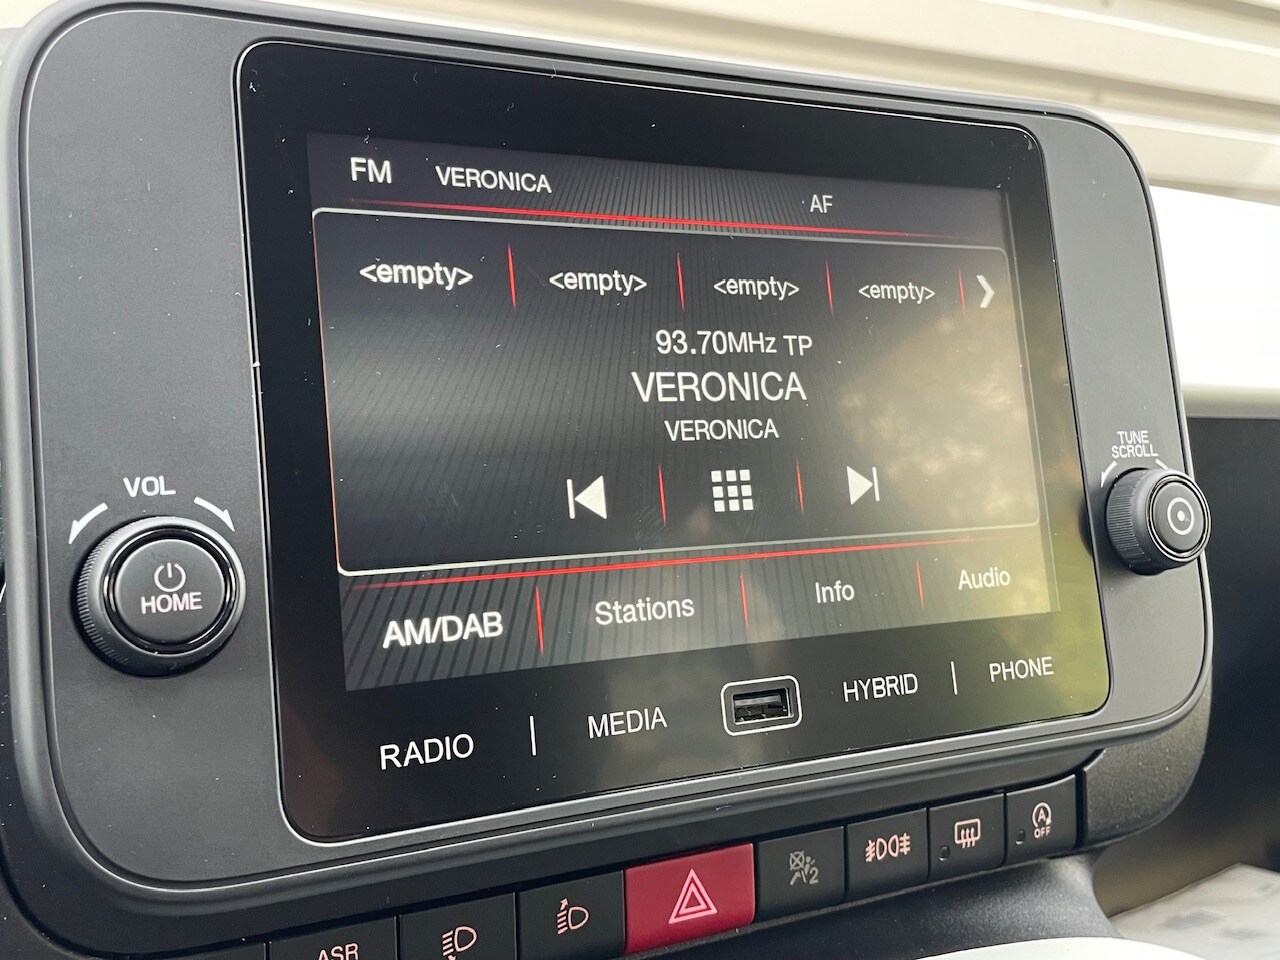 FM VERONICA AF
<empty> <empty> <empty> <empty>
93.70MHz TP
VERONICA
VERONICA
VOL
HOME
TUNE
SCROLL
AM/DAB Stations Info Audio
RADIO | MEDIA HYBRID | PHONE
ASR
2
A
OFF